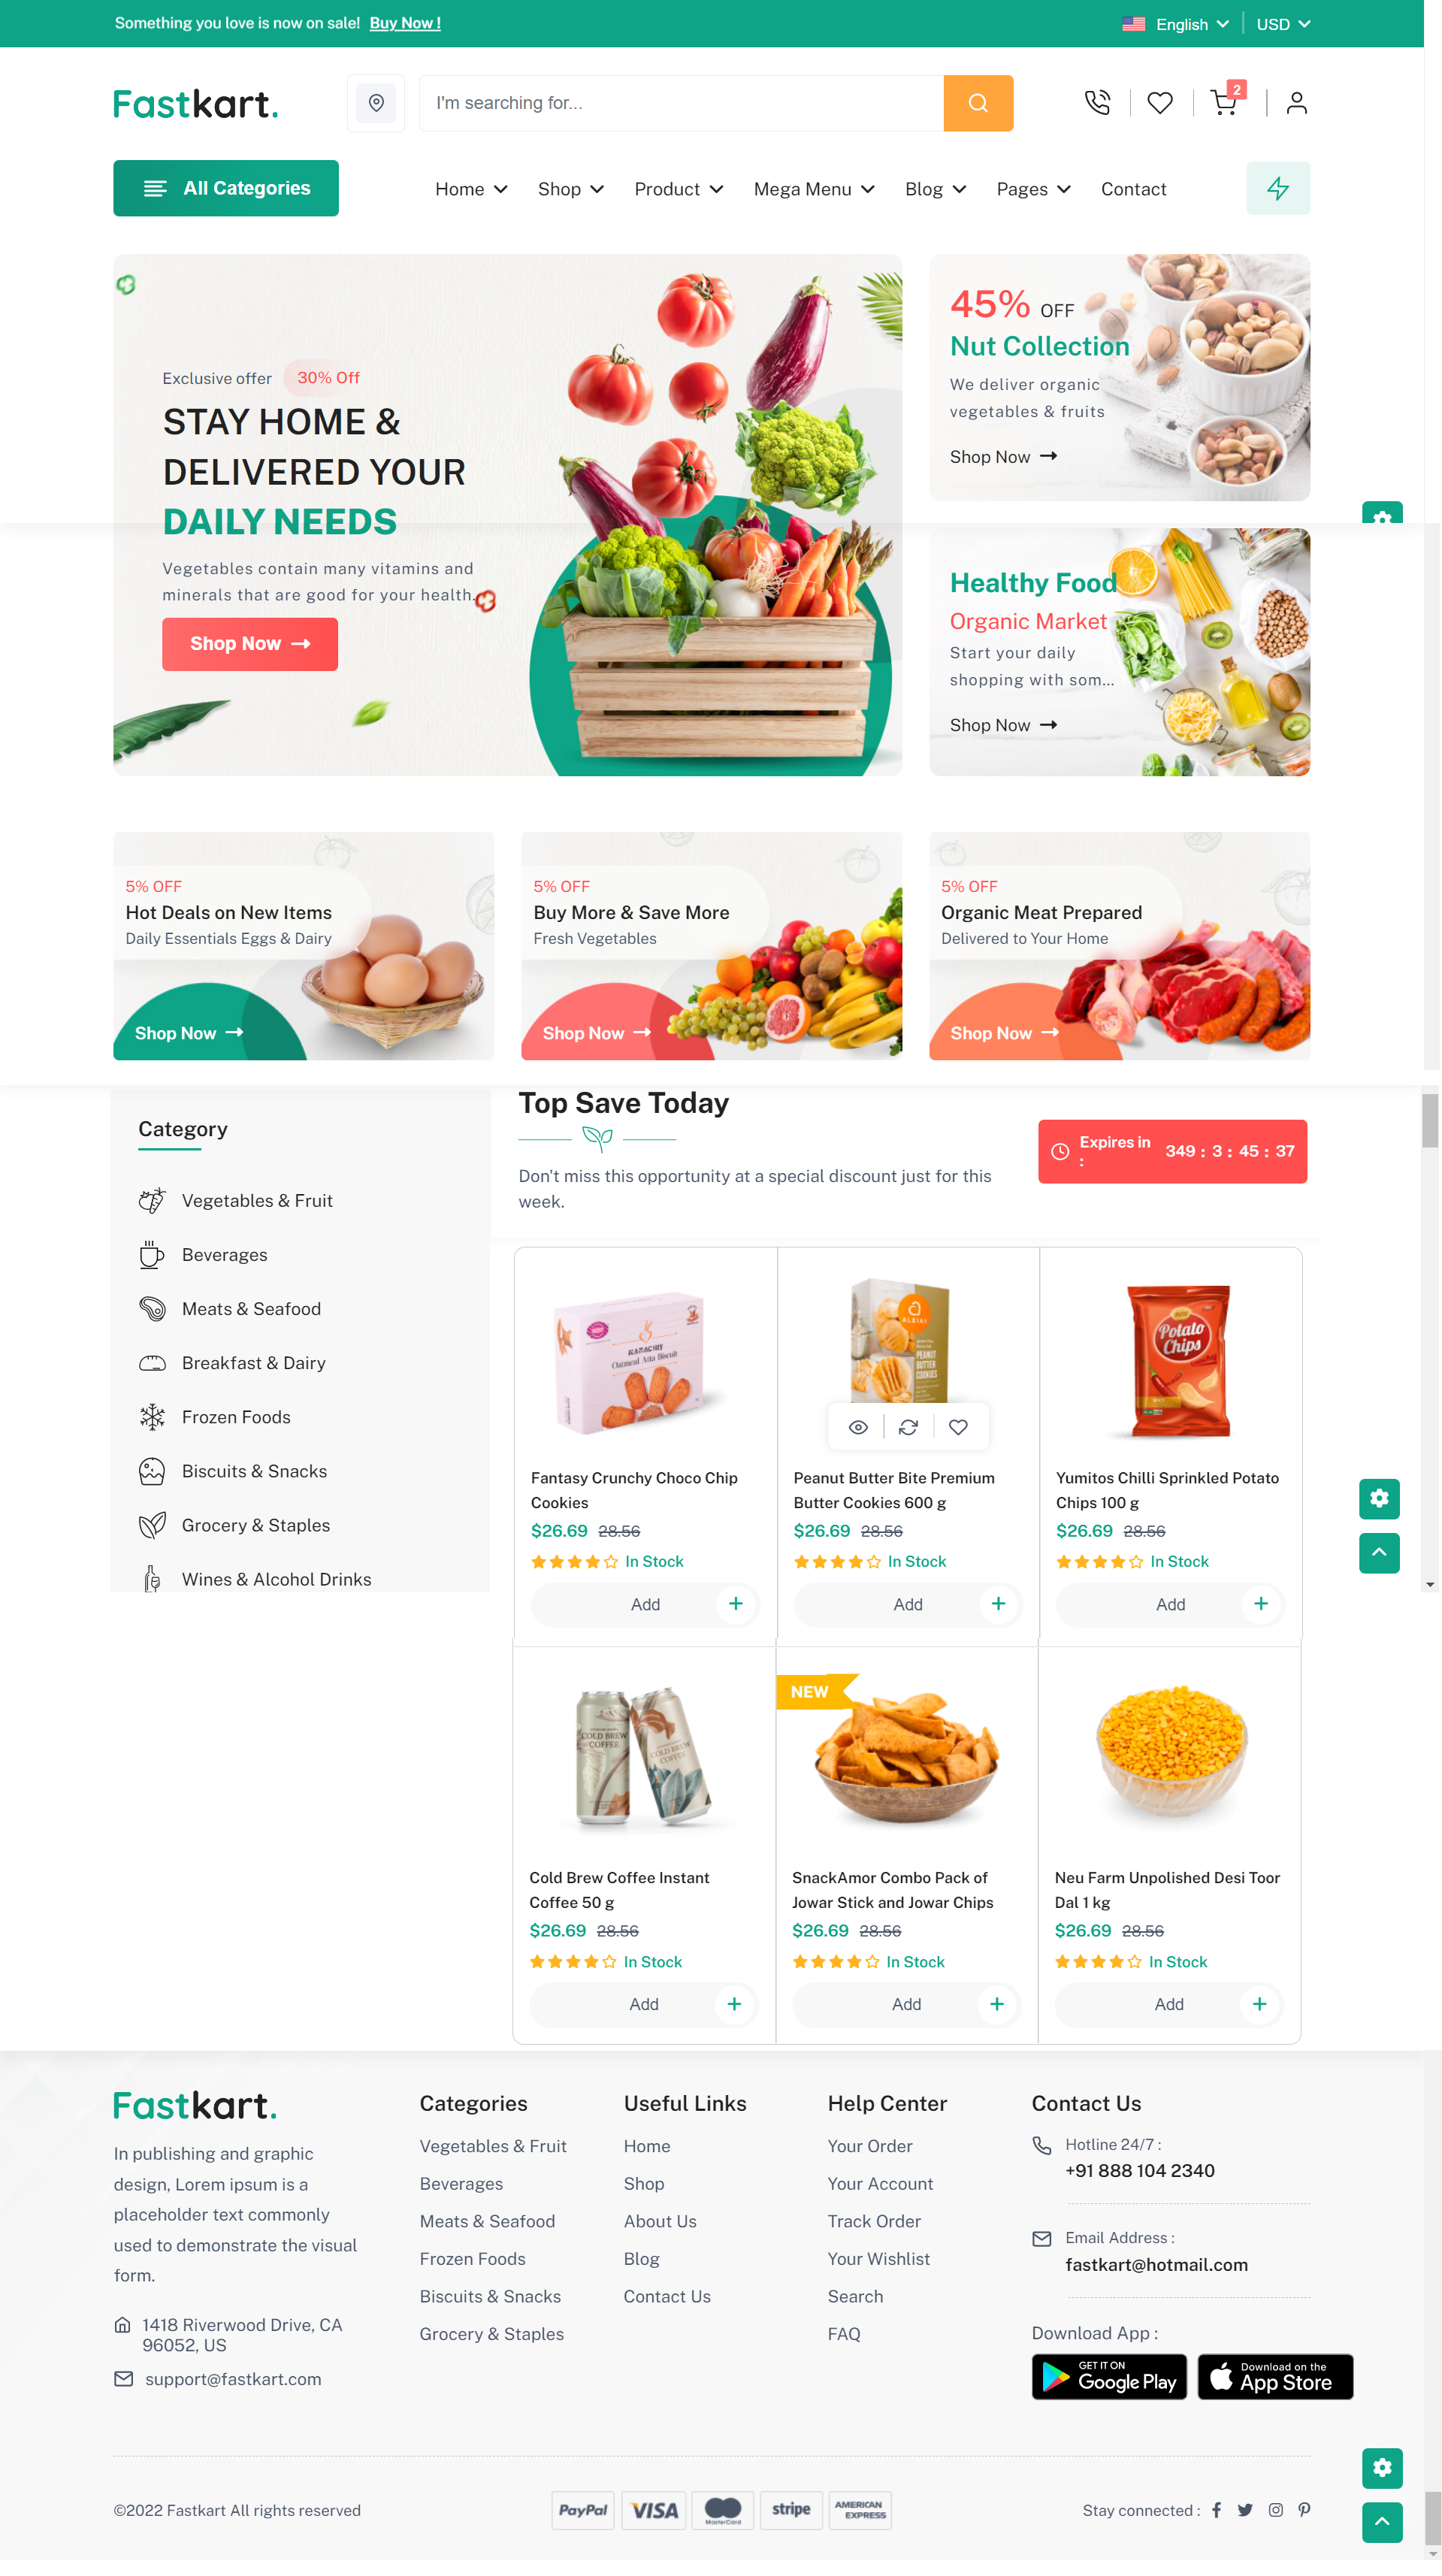 Something you love is now on sale! Buy Now !
English
USD
Fastkart.
I'm searching for...
2
All Categories
Home
Shop
Product
Mega Menu
Blog
Pages
Contact
Exclusive offer 30% Off
STAY HOME &
DELIVERED YOUR
DAILY NEEDS
Vegetables contain many vitamins and
minerals that are good for your health.
Shop Now
45% OFF
Nut Collection
We deliver organic
vegetables & fruits
Shop Now
Healthy Food
Organic Market
Start your daily
shopping with som...
Shop Now
5% OFF
Hot Deals on New Items
Daily Essentials Eggs & Dairy
Shop Now
5% OFF
Buy More & Save More
Fresh Vegetables
Shop Now
5% OFF
Organic Meat Prepared
Delivered to Your Home
Shop Now
Category
Vegetables & Fruit
Beverages
Meats & Seafood
Breakfast & Dairy
Frozen Foods
Biscuits & Snacks
Grocery & Staples
Wines & Alcohol Drinks
Top Save Today
Don't miss this opportunity at a special discount just for this
week.
Expires in
:
349 : 3 : 45 : 37
Oatmeal Atta Biscuit
Fantasy Crunchy Choco Chip
Cookies
$26.69 28.56
In Stock
Add
PEANUT
BUTTER
COOKIES
Peanut Butter Bite Premium
Butter Cookies 600 g
$26.69 28.56
In Stock
Add
Potato
Chips
Yumitos Chilli Sprinkled Potato
Chips 100 g
$26.69 28.56
In Stock
Add
COLD BREW
COFFEE
COLD BREW
COFFEE
Cold Brew Coffee Instant
Coffee 50 g
$26.69 28.56
In Stock
Add
NEW
SnackAmor Combo Pack of
Jowar Stick and Jowar Chips
$26.69 28.56
In Stock
Add
Neu Farm Unpolished Desi Toor
Dal 1 kg
$26.69 28.56
In Stock
Add
Fastkart.
In publishing and graphic
design, Lorem ipsum is a
placeholder text commonly
used to demonstrate the visual
form.
1418 Riverwood Drive, CA
96052, US
support@fastkart.com
Categories
Vegetables & Fruit
Beverages
Meats & Seafood
Frozen Foods
Biscuits & Snacks
Grocery & Staples
Useful Links
Home
Shop
About Us
Blog
Contact Us
Help Center
Your Order
Your Account
Track Order
Your Wishlist
Search
FAQ
Contact Us
Hotline 24/7 :
+91 888 104 2340
Email Address :
fastkart@hotmail.com
Download App :
GET IT ON
Google Play
Download on the
App Store
©2022 Fastkart All rights reserved
PayPal
VISA
MasterCard
stripe
AMERICAN
EXPRESS
Stay connected :